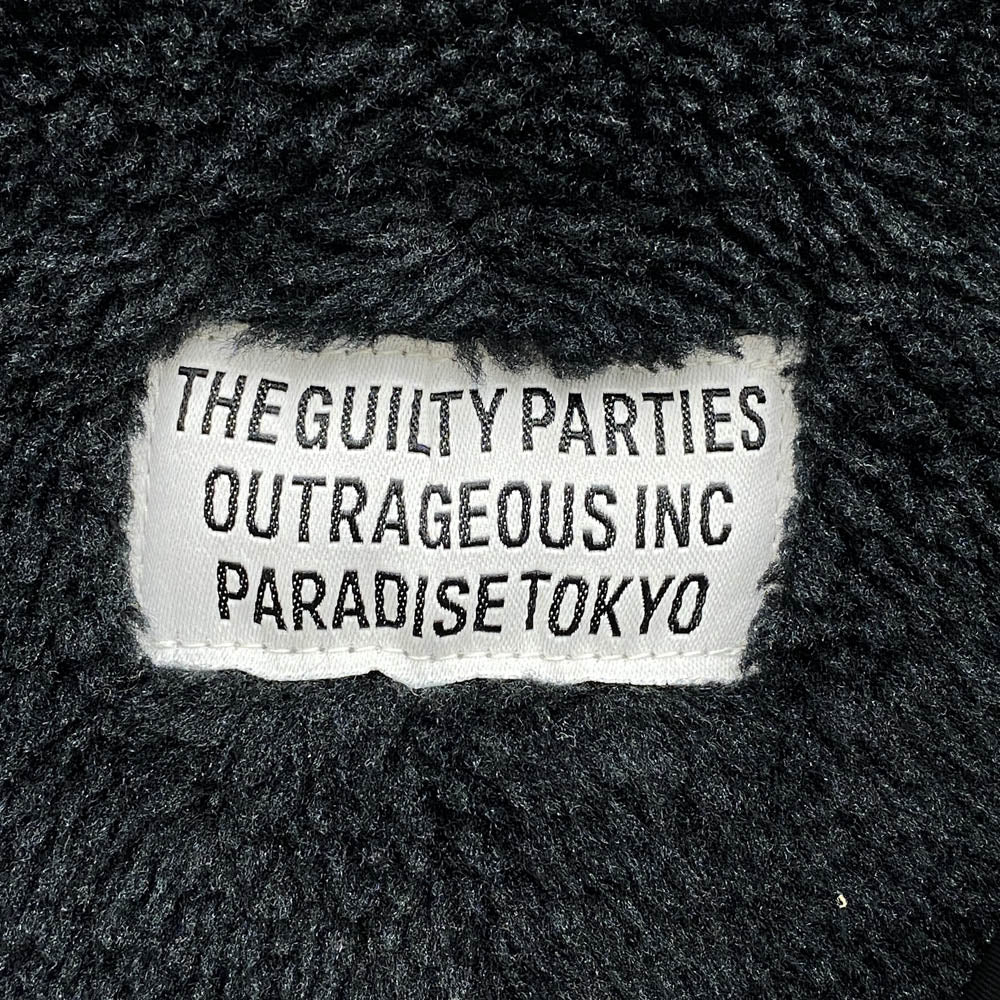 THE GUILTY PARTIES
OUTRAGEOUS INC
PARADISE TOKYO